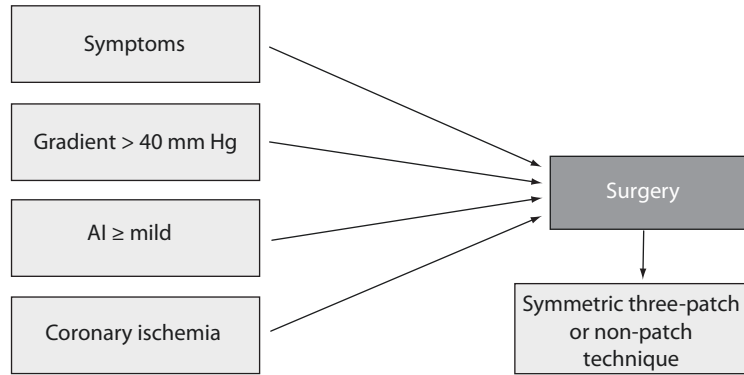 Symptoms
Gradient > 40 mm Hg
AI ≥ mild
Coronary ischemia
Surgery
Symmetric three-patch
or non-patch
technique